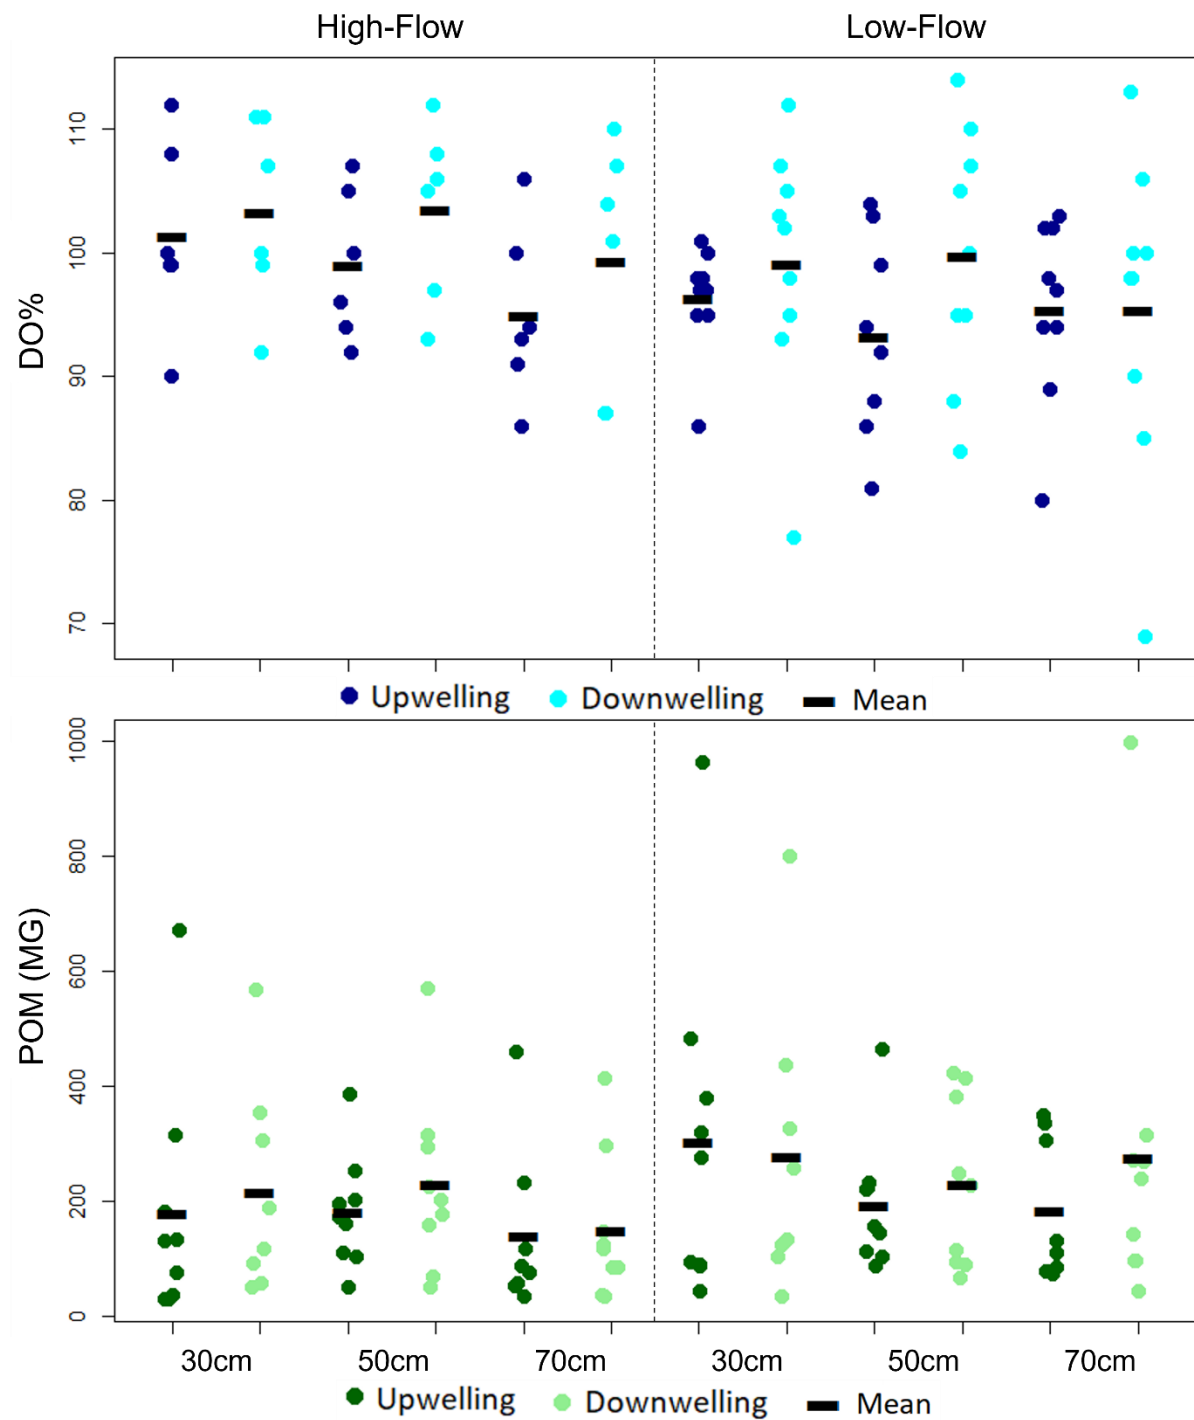 High-Flow Low-Flow
DO%
110
100
90
80
70
Upwelling Downwelling Mean
POM (MG)
1000
800
600
400
200
0
30cm 50cm 70cm 30cm 50cm 70cm
Upwelling Downwelling Mean